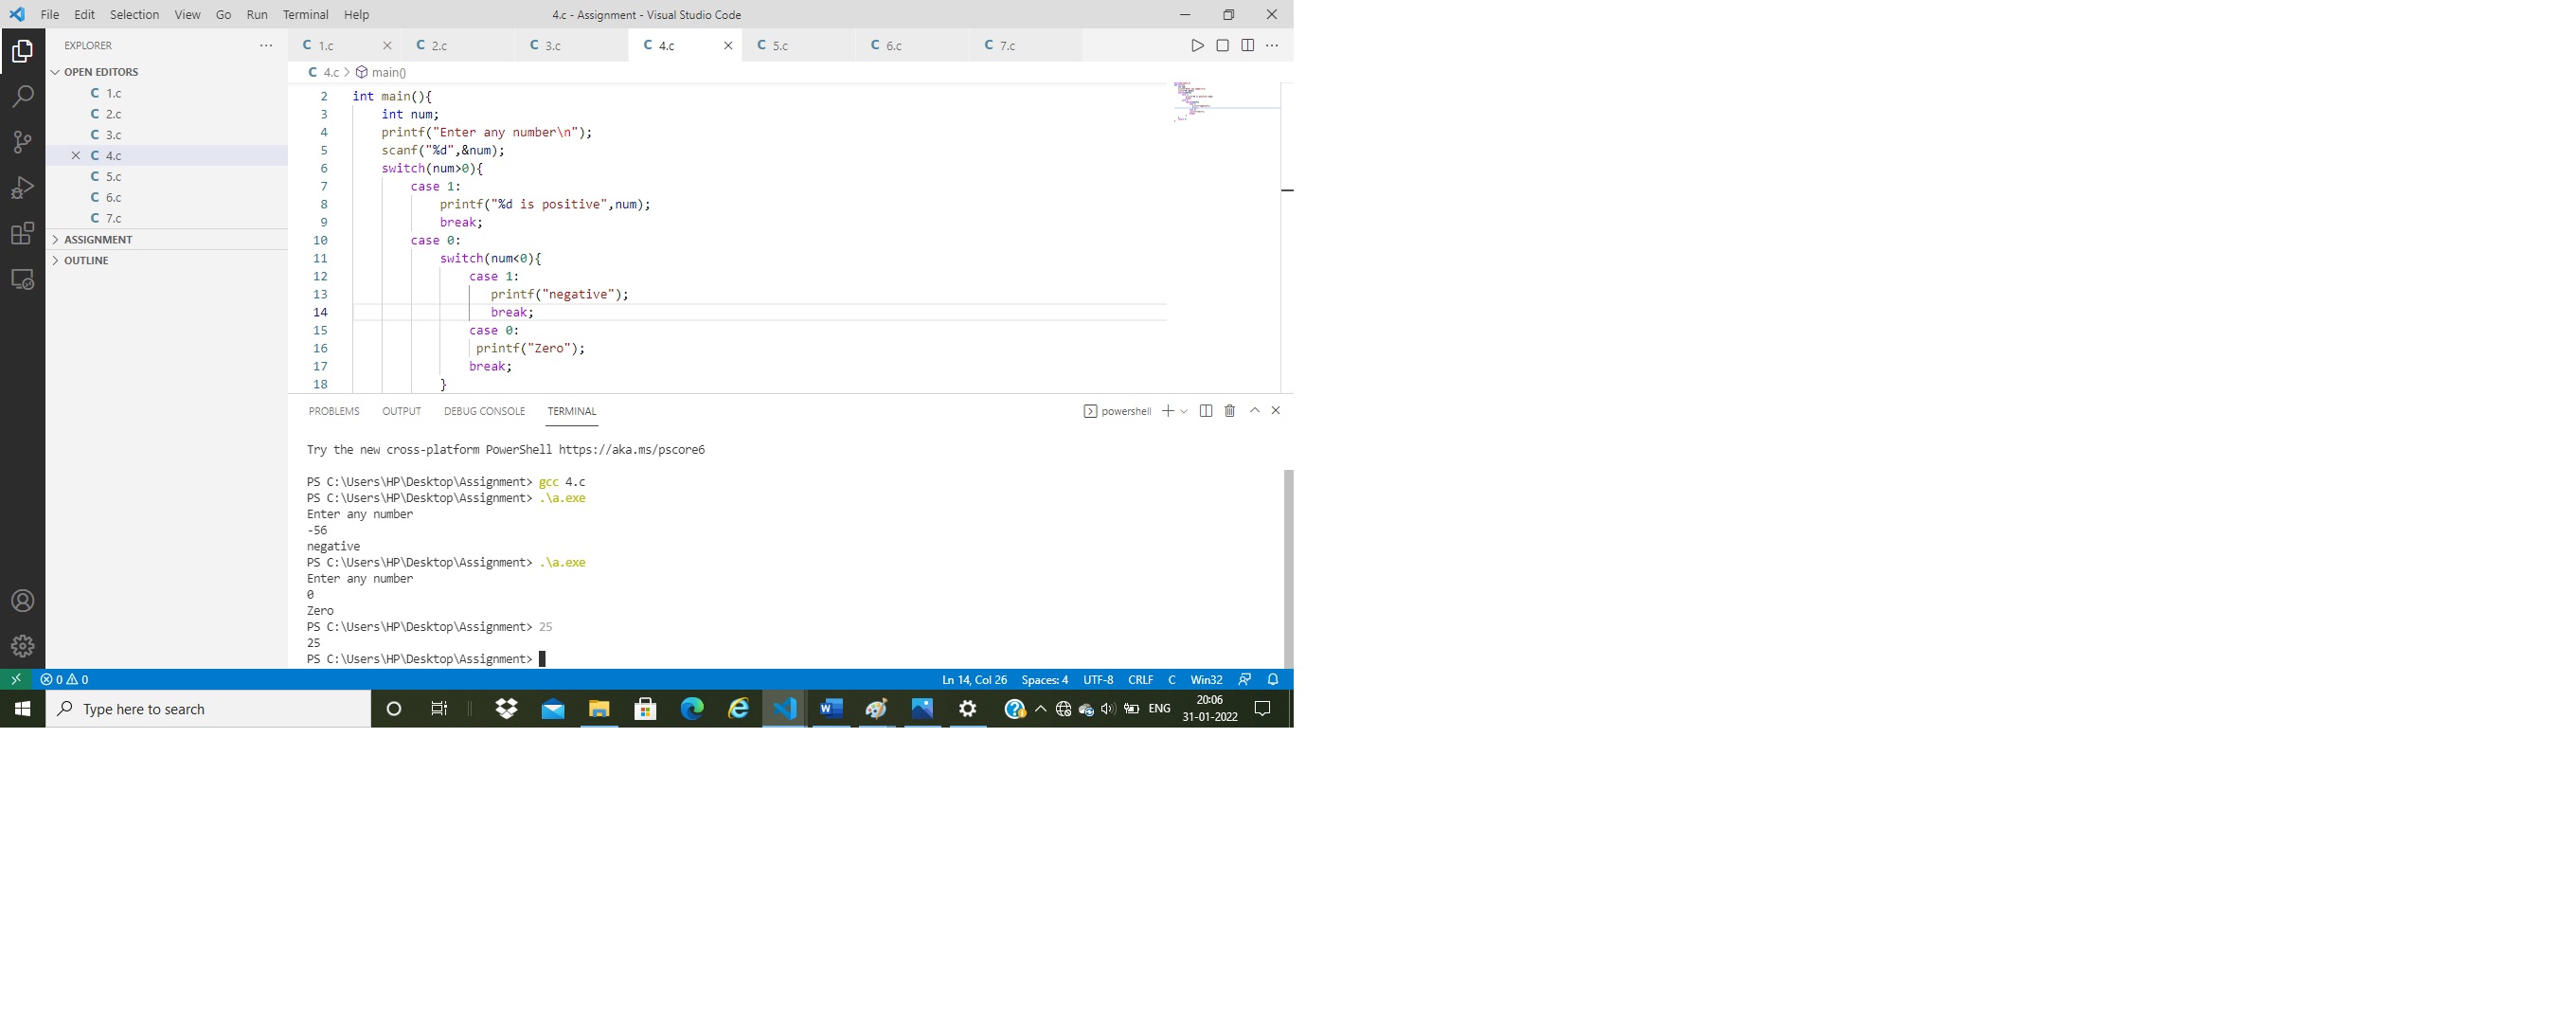 File Edit Selection View Go Run Terminal Help 4.c - Assignment - Visual Studio Code
EXPLORER
1.c 2.c 3.c 4.c 5.c 6.c 7.c
OPEN EDITORS
C 1.c
C 2.c
C 3.c
C 4.c
C 5.c
C 6.c
C 7.c
ASSIGNMENT
OUTLINE
C 4.c > main()
2 int main(){
3 int num;
4 printf("Enter any number\n");
5 scanf("%d",&num);
6 switch(num>0){
7 case 1:
8 printf("%d is positive",num);
9 break;
10 case 0:
11 switch(num<0){
12 case 1:
13 printf("negative");
14 break;
15 case 0:
16 printf("Zero");
17 break;
18 }
PROBLEMS OUTPUT DEBUG CONSOLE TERMINAL powershell
Try the new cross-platform PowerShell https://aka.ms/pscore6
PS C:\Users\HP\Desktop\Assignment> gcc 4.c
PS C:\Users\HP\Desktop\Assignment> .\a.exe
Enter any number
-56
negative
PS C:\Users\HP\Desktop\Assignment> .\a.exe
Enter any number
0
Zero
PS C:\Users\HP\Desktop\Assignment> 25
25
PS C:\Users\HP\Desktop\Assignment>
0 0 Ln 14, Col 26 Spaces: 4 UTF-8 CRLF C Win32
Type here to search ENG 20:06
31-01-2022